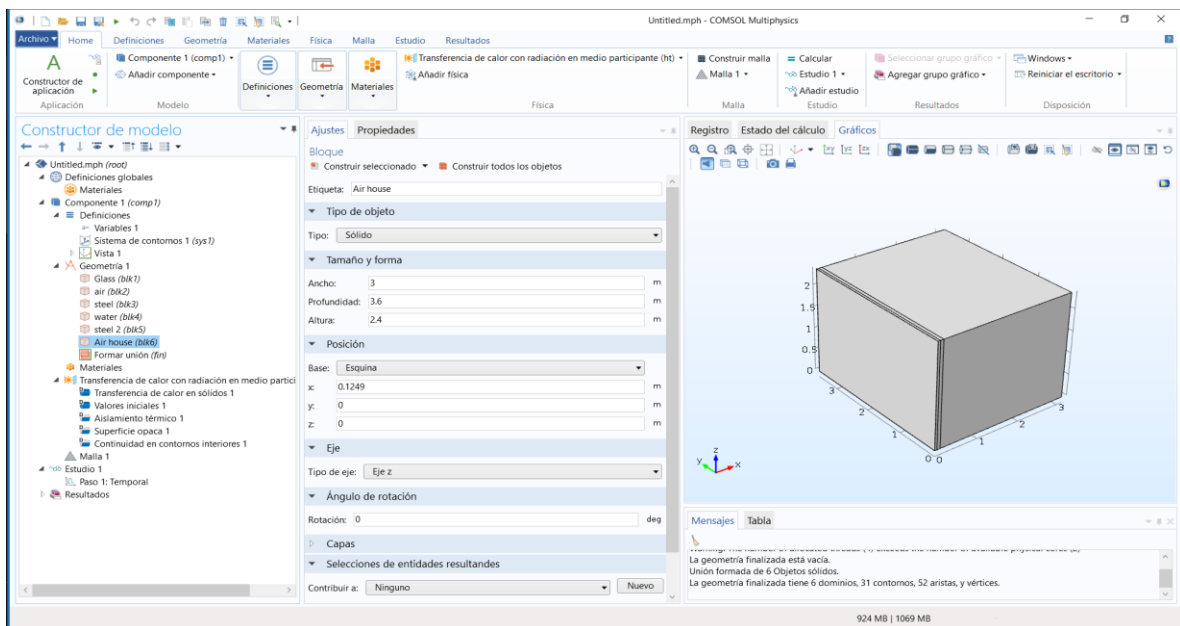 Untitled.mph - COMSOL Multiphysics
Archivo Home Definiciones Geometría Materiales Física Malla Estudio Resultados
A
Constructor de aplicación
Aplicación
Componente 1 (comp1)
Añadir componente
Modelo
Definiciones
Geometría
Materiales
Transferencia de calor con radiación en medio participante (ht)
Añadir física
Física
Construir malla
Malla 1
Malla
Calcular
Estudio 1
Añadir estudio
Estudio
Seleccionar grupo gráfico
Agregar grupo gráfico
Resultados
Windows
Reiniciar el escritorio
Disposición
Constructor de modelo
Untitled.mph (root)
Definiciones globales
Materiales
Componente 1 (comp1)
Definiciones
a= Variables 1
Sistema de contornos 1 (sys1)
Vista 1
Geometría 1
Glass (blk1)
air (blk2)
steel (blk3)
water (blk4)
steel 2 (blk5)
Air house (blk6)
Formar unión (fin)
Materiales
Transferencia de calor con radiación en medio partici
Transferencia de calor en sólidos 1
Valores iniciales 1
Aislamiento térmico 1
Superficie opaca 1
Continuidad en contornos interiores 1
Malla 1
Estudio 1
Paso 1: Temporal
Resultados
Ajustes Propiedades
Bloque
Construir seleccionado Construir todos los objetos
Etiqueta: Air house
Tipo de objeto
Tipo: Sólido
Tamaño y forma
Ancho: 3 m
Profundidad: 3.6 m
Altura: 2.4 m
Posición
Base: Esquina
x: 0.1249 m
y: 0 m
z: 0 m
Eje
Tipo de eje: Eje z
Ángulo de rotación
Rotación: 0 deg
Capas
Selecciones de entidades resultandes
Contribuir a: Ninguno Nuevo
Registro Estado del cálculo Gráficos
2
1.5
1
0.5
0
3
2
1
0 0
1
2
3
z
y x
Mensajes Tabla
La geometría finalizada está vacía.
Unión formada de 6 Objetos sólidos.
La geometría finalizada tiene 6 dominios, 31 contornos, 52 aristas, y vértices.
924 MB | 1069 MB